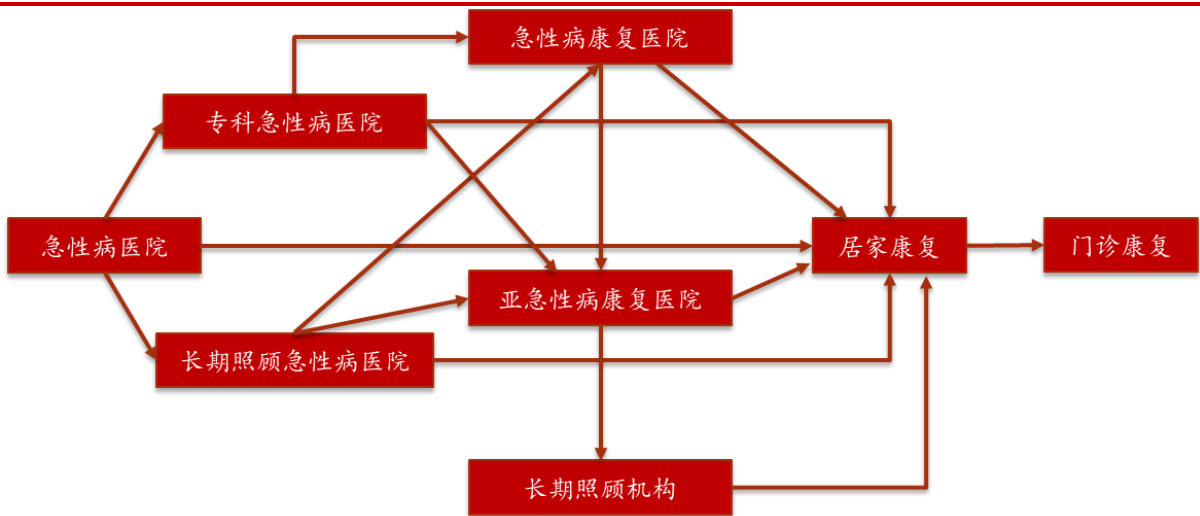 急性病康复医院
专科急性病医院
急性病医院
居家康复
门诊康复
亚急性病康复医院
长期照顾急性病医院
长期照顾机构